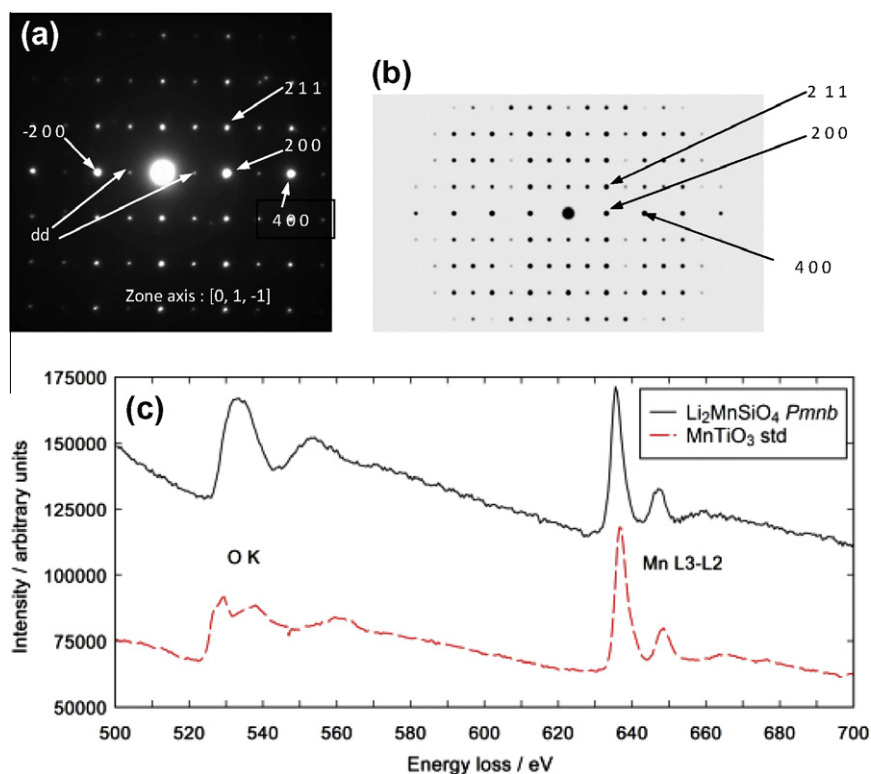 (a)
2 1 1
-2 0 0
2 0 0
dd
4 0 0
Zone axis : [0, 1, -1]
(b)
2 1 1
2 0 0
4 0 0
(c)
175000
150000
125000
100000
75000
50000
Intensity / arbitrary units
Li₂MnSiO₄ Pmnb
MnTiO₃ std
O K
Mn L3-L2
500 520 540 560 580 600 620 640 660 680 700
Energy loss / eV